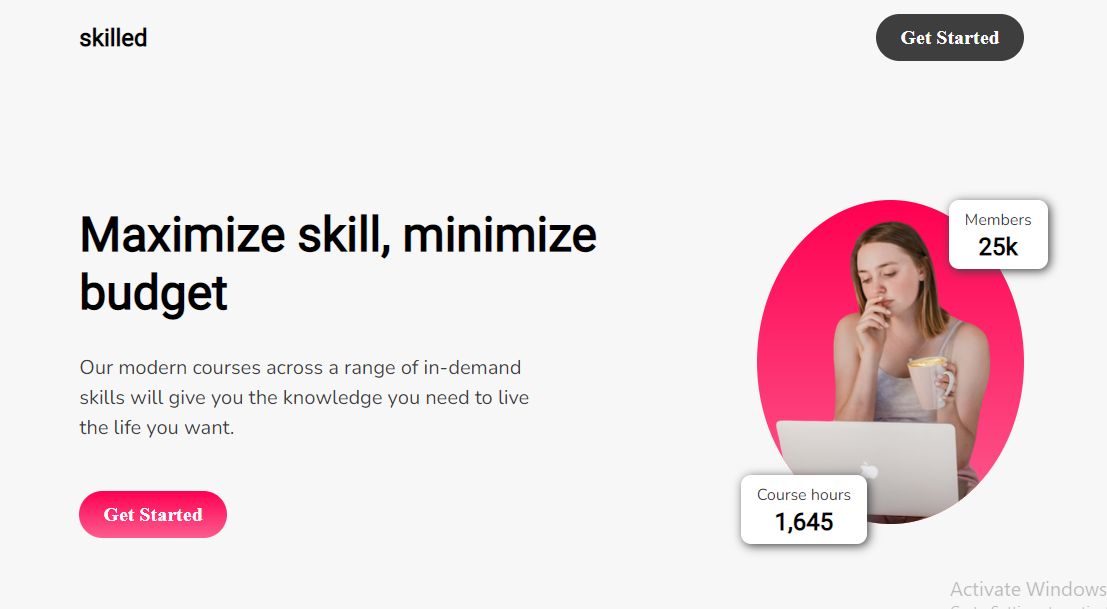 skilled
Get Started
Maximize skill, minimize
budget
Our modern courses across a range of in-demand
skills will give you the knowledge you need to live
the life you want.
Get Started
Members
25k
Course hours
1,645
Activate Windows